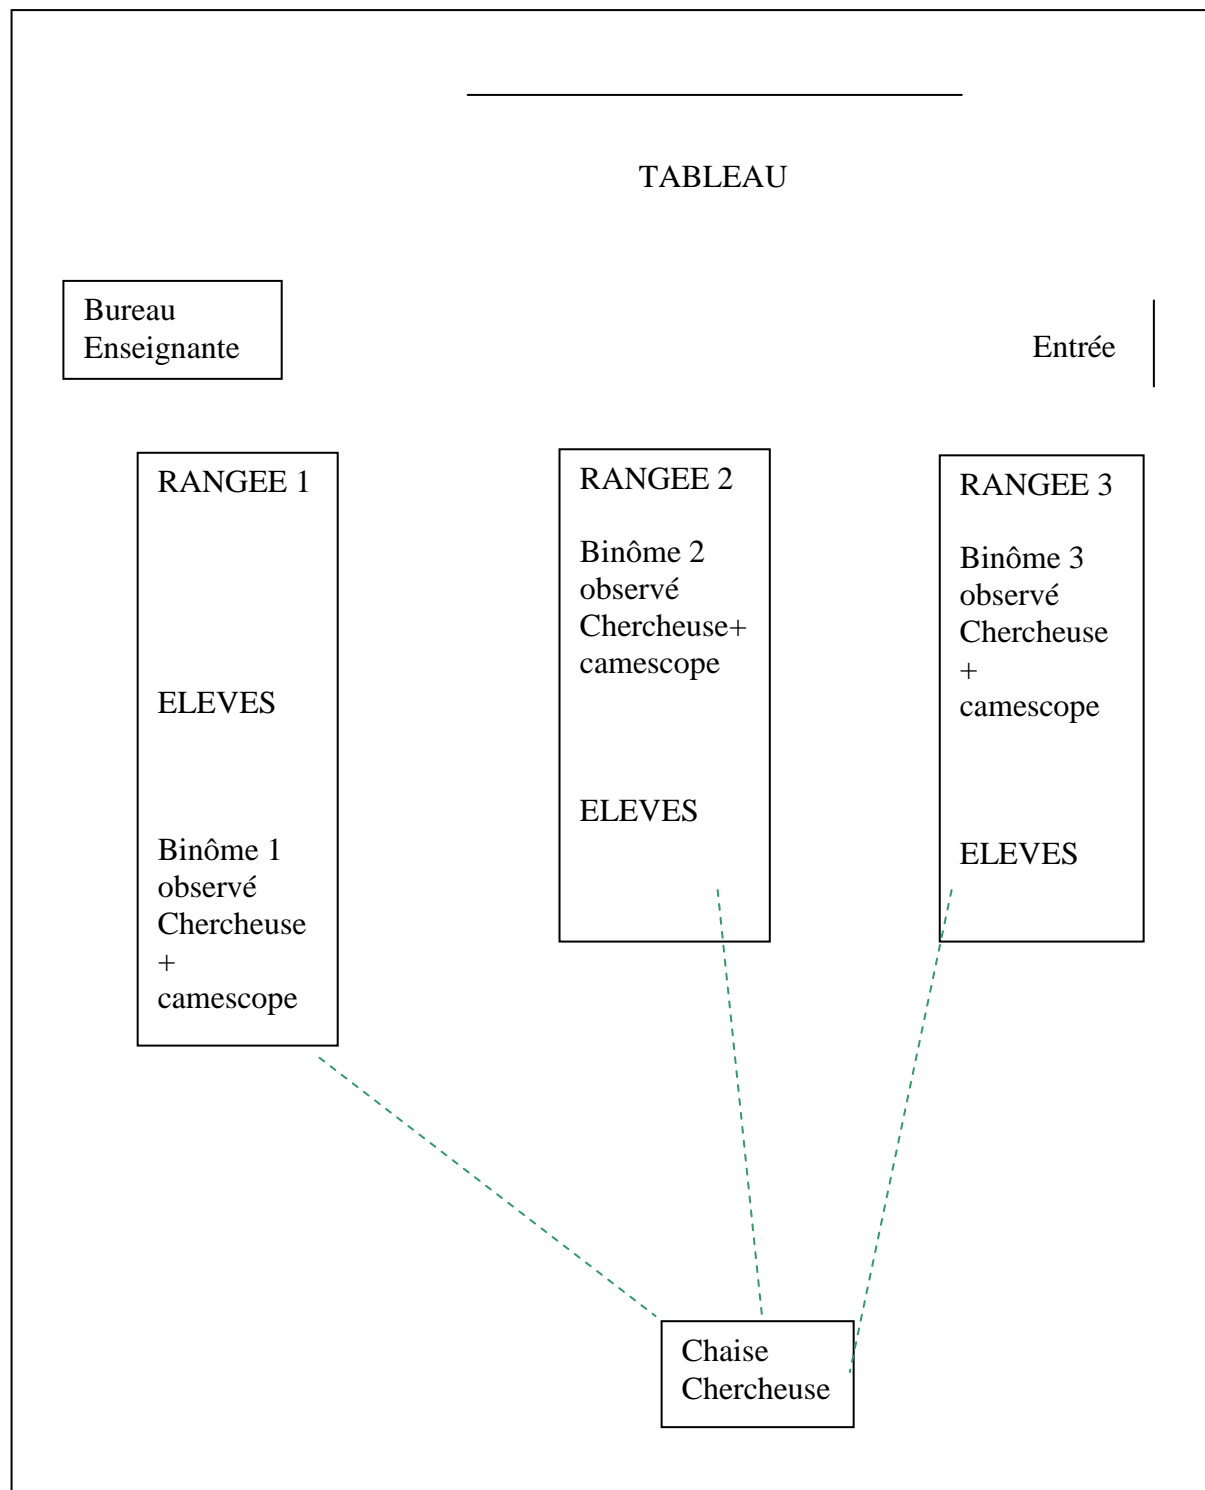 TABLEAU
Bureau
Enseignante
Entrée
RANGEE 1
ELEVES
Binôme 1
observé
Chercheuse
+
camescope
RANGEE 2
Binôme 2
observé
Chercheuse+
camescope
ELEVES
RANGEE 3
Binôme 3
observé
Chercheuse
+
camescope
ELEVES
Chaise
Chercheuse